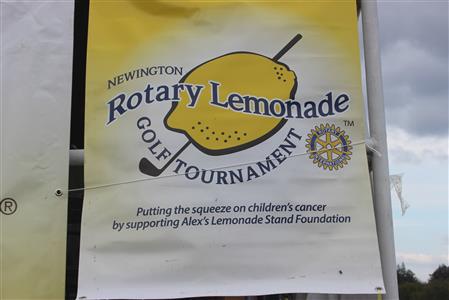 NEWINGTON
Rotary Lemonade
TM
GOLF TOURNAMENT
Putting the squeeze on children's cancer
by supporting Alex's Lemonade Stand Foundation
®